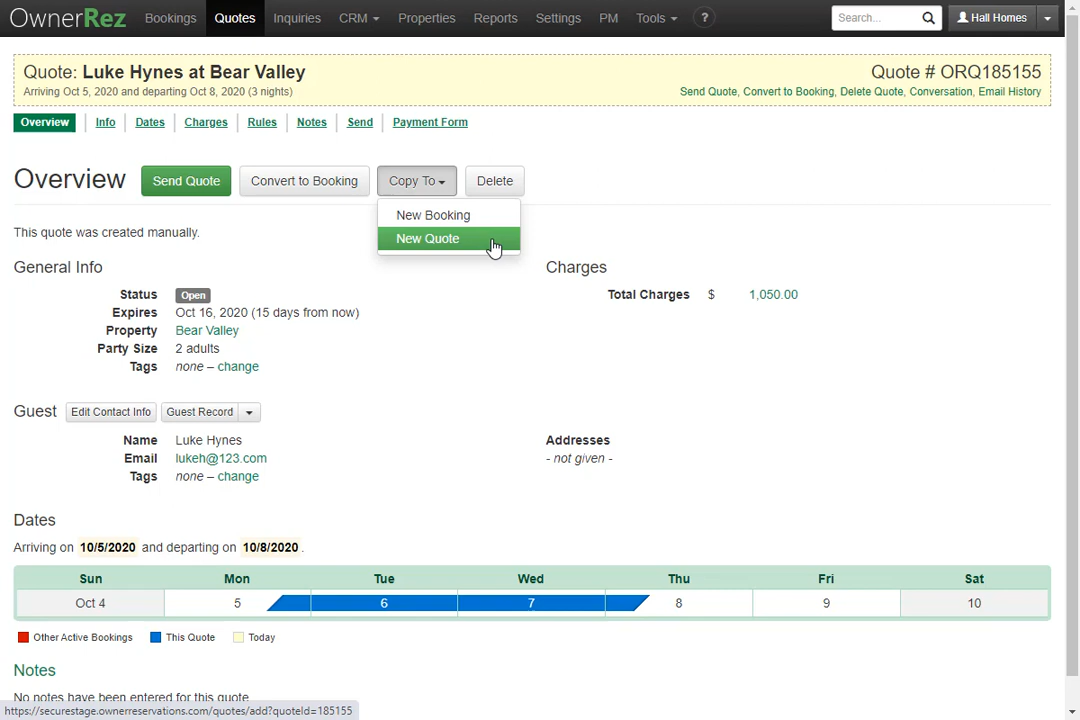 OwnerRez Bookings Quotes Inquiries CRM Properties Reports Settings PM Tools ? Search... Hall Homes
Quote: Luke Hynes at Bear Valley Quote # ORQ185155
Arriving Oct 5, 2020 and departing Oct 8, 2020 (3 nights) Send Quote, Convert to Booking, Delete Quote, Conversation, Email History
Overview Info Dates Charges Rules Notes Send Payment Form
Overview Send Quote Convert to Booking Copy To Delete
New Booking
This quote was created manually. New Quote
General Info Charges
Status Open Total Charges $ 1,050.00
Expires Oct 16, 2020 (15 days from now)
Property Bear Valley
Party Size 2 adults
Tags none – change
Guest Edit Contact Info Guest Record
Name Luke Hynes Addresses
Email lukeh@123.com - not given -
Tags none – change
Dates
Arriving on 10/5/2020 and departing on 10/8/2020 .
Sun Mon Tue Wed Thu Fri Sat
Oct 4 5 6 7 8 9 10
Other Active Bookings This Quote Today
Notes
No notes have been entered for this quote
https://securestage.ownerreservations.com/quotes/add?quoteId=185155